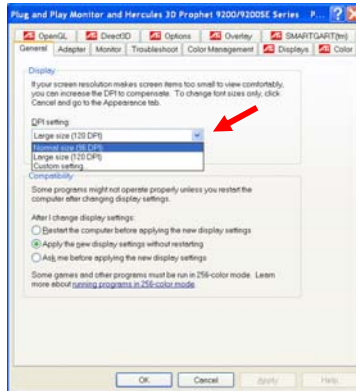 Plug and Play Monitor and Hercules 3D Prophet 9200/9200SE Series P...
OpenGL Direct3D Options Overlay SMARTGART(tm)
General Adapter Monitor Troubleshoot Color Management Displays Color
Display
If your screen resolution makes screen items too small to view comfortably,
you can increase the DPI to compensate. To change font sizes only, click
Cancel and go to the Appearance tab.
DPI setting:
Large size (120 DPI)
Normal size (96 DPI)
Large size (120 DPI)
Custom setting...
Compatibility
Some programs might not operate properly unless you restart the
computer after changing display settings.
After I change display settings:
Restart the computer before applying the new display settings
Apply the new display settings without restarting
Ask me before applying the new display settings
Some games and other programs must be run in 256-color mode. Learn
more about running programs in 256-color mode.
OK Cancel Apply Help